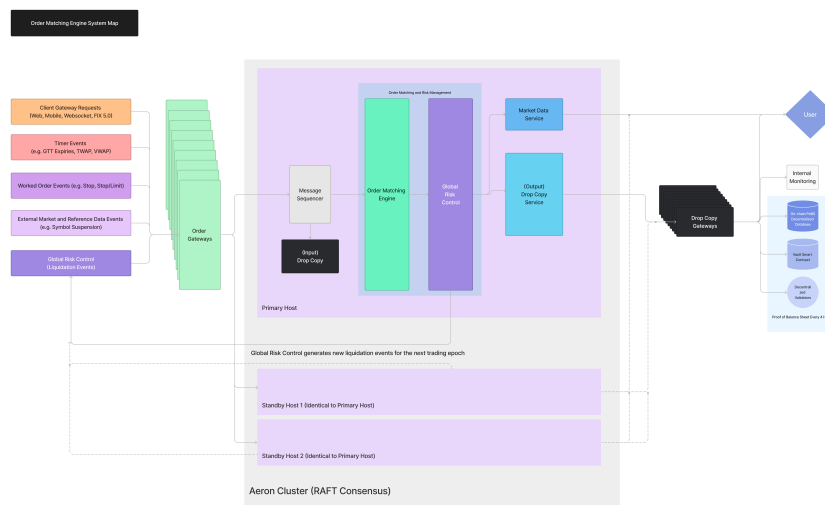 Order Matching Engine System Map
Client Gateway Requests
(Web, Mobile, Websocket, FIX 5.0)
Timer Events
(e.g. GTT Expiries, TWAP, VWAP)
Worked Order Events (e.g. Stop, Stop/Limit)
External Market and Reference Data Events
(e.g. Symbol Suspension)
Global Risk Control
(Liquidation Events)
Order
Gateways
Message
Sequencer
(Input)
Drop Copy
Order Matching and Risk Management
Order Matching
Engine
Global
Risk
Control
Market Data
Service
(Output)
Drop Copy
Service
Primary Host
Global Risk Control generates new liquidation events for the next trading epoch
Standby Host 1 (Identical to Primary Host)
Standby Host 2 (Identical to Primary Host)
Aeron Cluster (RAFT Consensus)
Drop Copy
Gateways
User
Internal
Monitoring
Decentralised
Database
Smart
Contract
Decentral
and
Validators
Proof of Balance Sheet Every 4